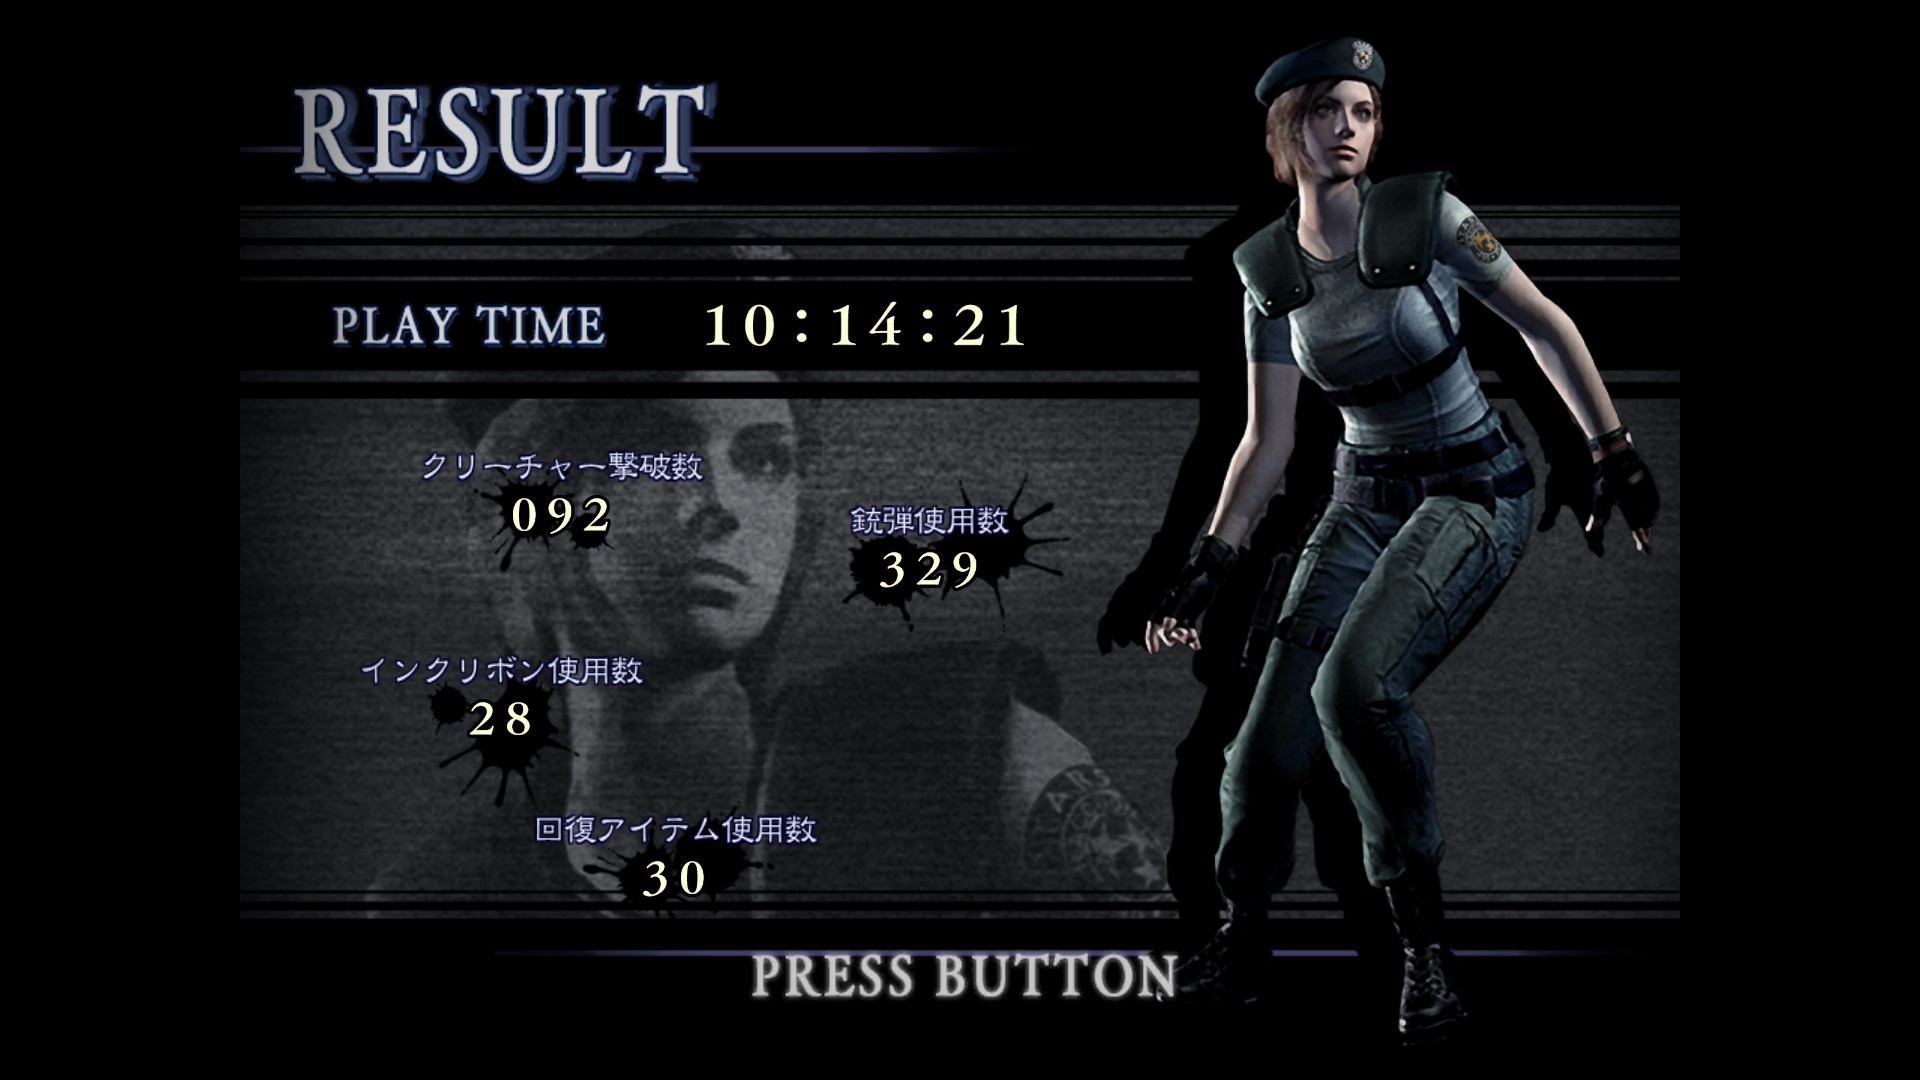 RESULT
PLAY TIME 10:14:21
クリーチャー撃破数
092
銃弾使用数
329
インクリボン使用数
28
回復アイテム使用数
30
PRESS BUTTON